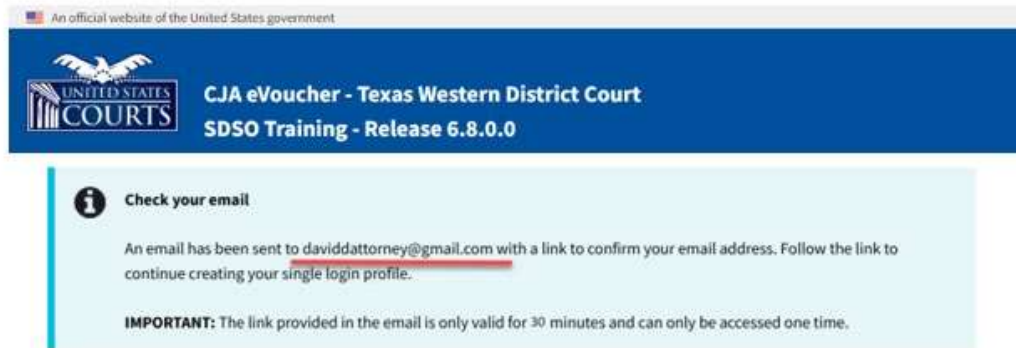 An official website of the United States government
UNITED STATES
COURTS
CJA eVoucher - Texas Western District Court
SDSO Training - Release 6.8.0.0
Check your email
An email has been sent to daviddattorney@gmail.com with a link to confirm your email address. Follow the link to
continue creating your single login profile.
IMPORTANT: The link provided in the email is only valid for 30 minutes and can only be accessed one time.